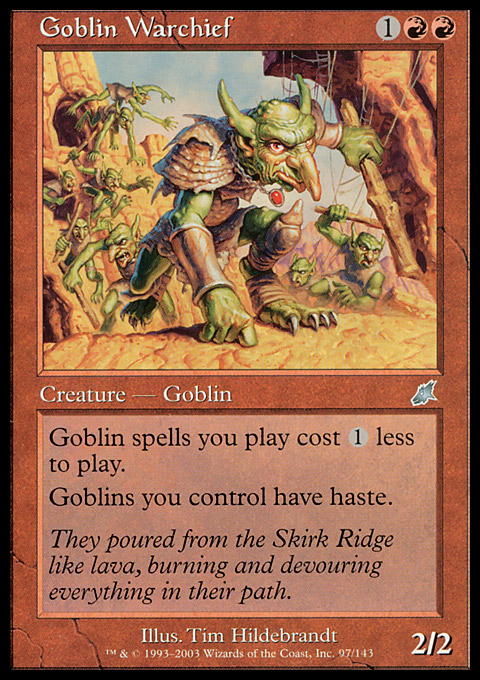 Goblin Warchief 1
Creature — Goblin
Goblin spells you play cost 1 less
to play.
Goblins you control have haste.
They poured from the Skirk Ridge
like lava, burning and devouring
everything in their path.
Illus. Tim Hildebrandt
™ & © 1993-2003 Wizards of the Coast, Inc. 97/143
2/2